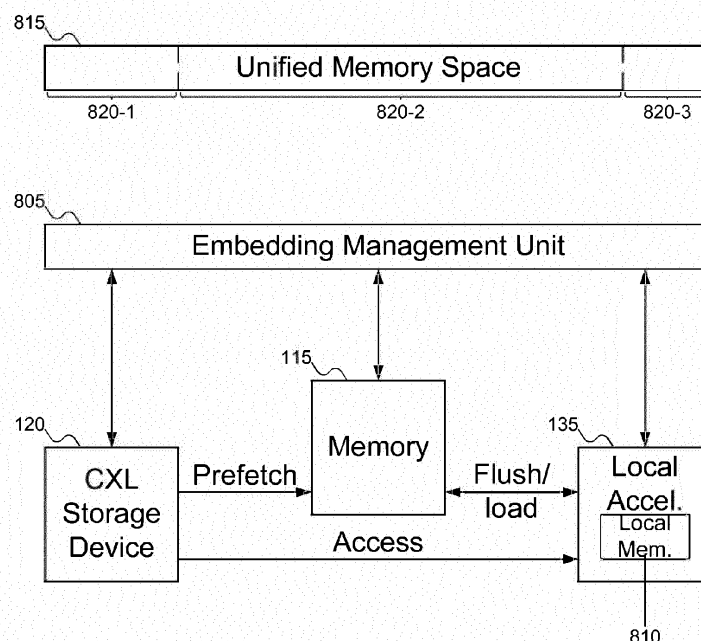 815
Unified Memory Space
820-1
820-2
820-3
805
Embedding Management Unit
115
Memory
120
CXL
Storage
Device
Prefetch
Flush/
load
Access
135
Local
Accel.
Local
Mem.
810